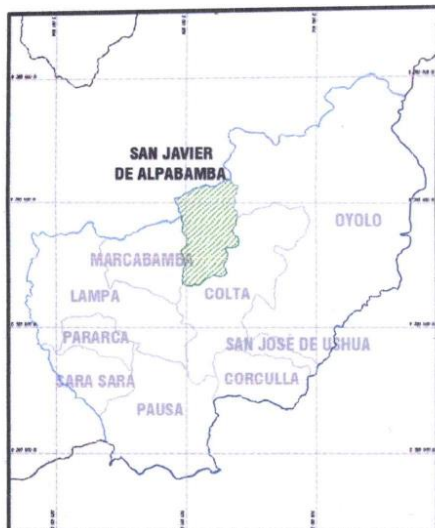 SAN JAVIER
DE ALPABAMBA
OYOLO
MARCABAMBA
LAMPA
COLTA
PARARCA
SAN JOSE DE USHUA
SARA SARA
CORCULLA
PAUSA